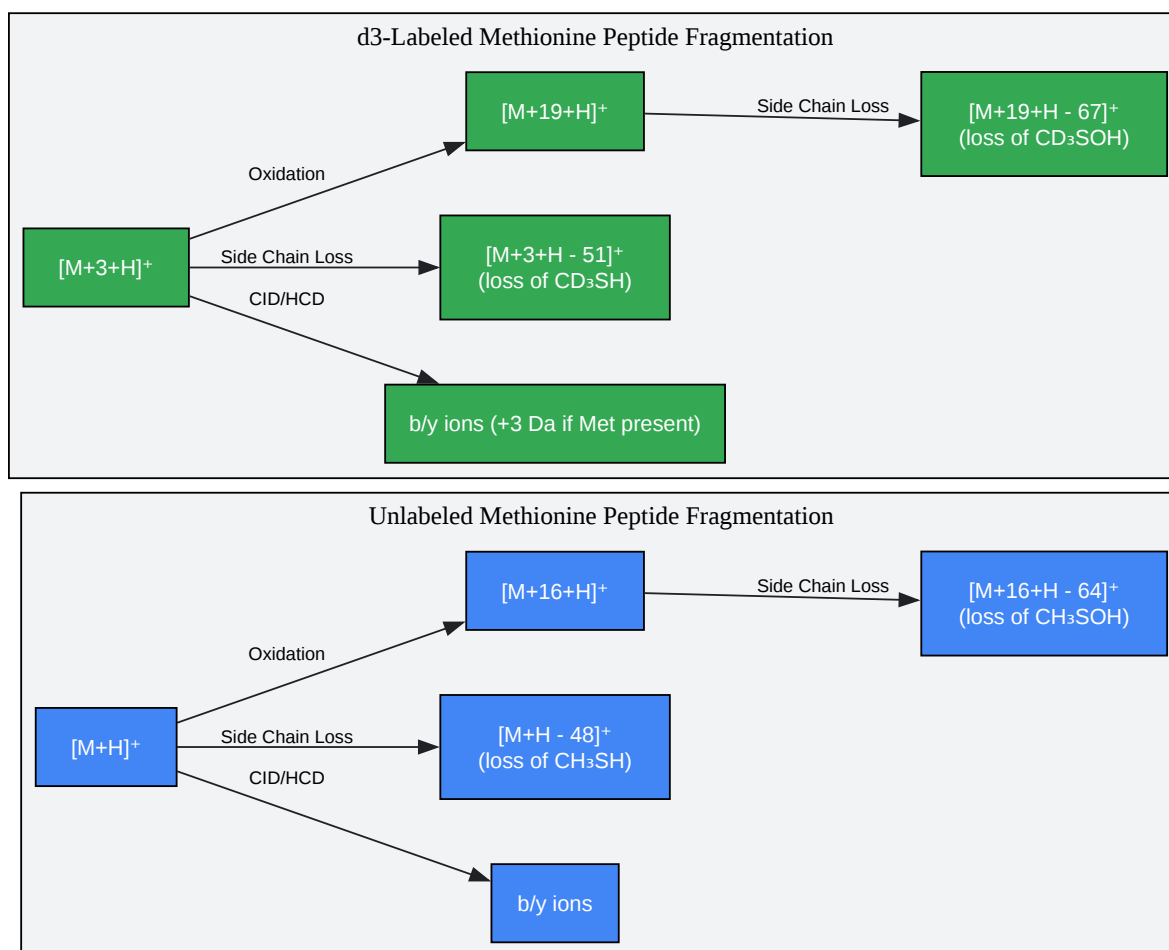 d3-Labeled Methionine Peptide Fragmentation
[M+19+H]⁺
Side Chain Loss
[M+19+H - 67]⁺
(loss of CD₃SOH)
Oxidation
[M+3+H]⁺
Side Chain Loss
[M+3+H - 51]⁺
(loss of CD₃SH)
CID/HCD
b/y ions (+3 Da if Met present)
Unlabeled Methionine Peptide Fragmentation
[M+16+H]⁺
Side Chain Loss
[M+16+H - 64]⁺
(loss of CH₃SOH)
Oxidation
[M+H]⁺
Side Chain Loss
[M+H - 48]⁺
(loss of CH₃SH)
CID/HCD
b/y ions